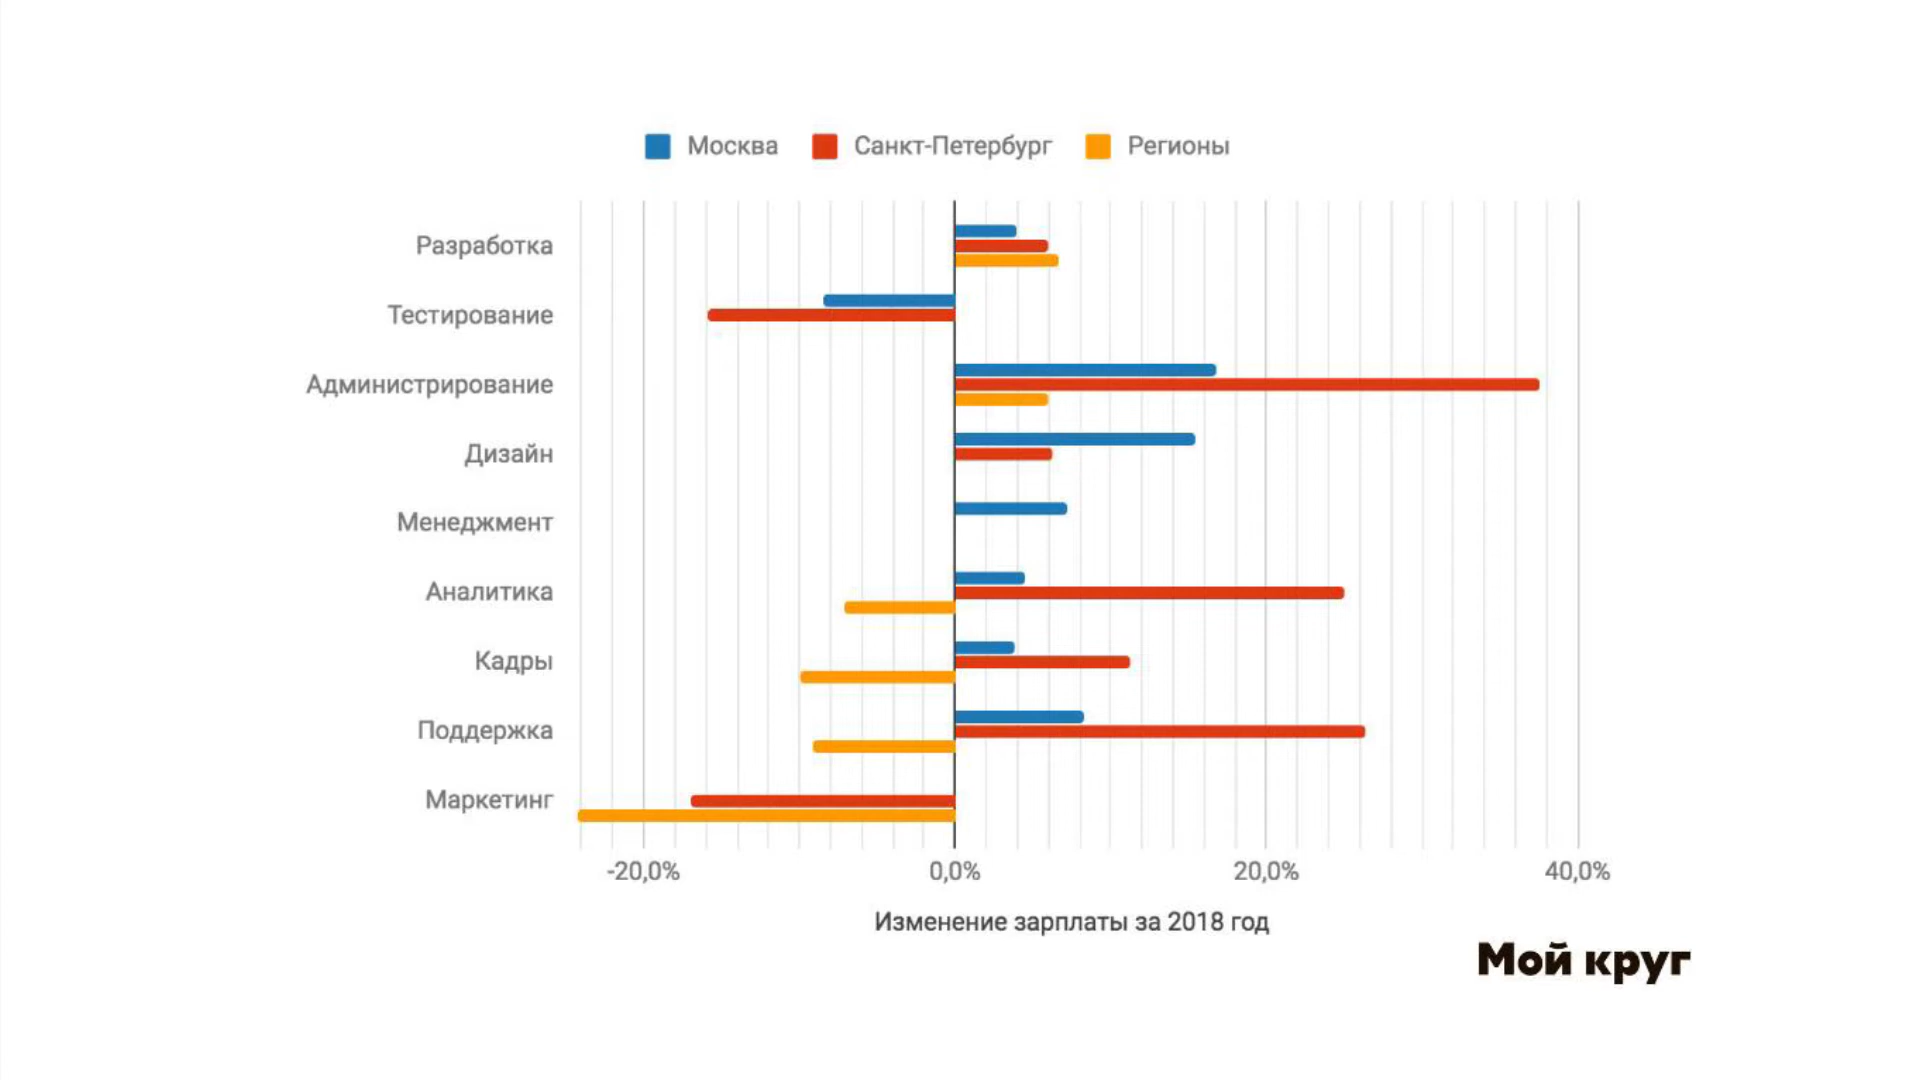 Москва Санкт-Петербург Регионы
Разработка
Тестирование
Администрирование
Дизайн
Менеджмент
Аналитика
Кадры
Поддержка
Маркетинг
-20,0% 0,0% 20,0% 40,0%
Изменение зарплаты за 2018 год
Мой круг